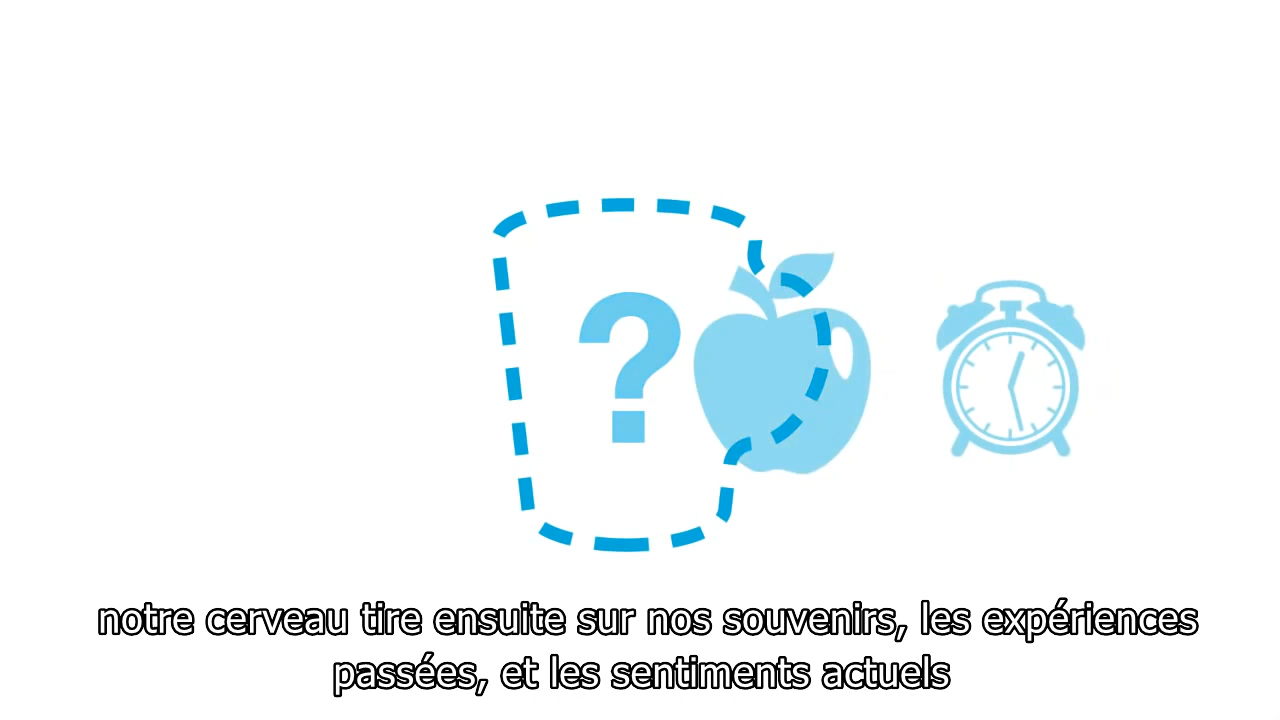 ?
notre cerveau tire ensuite sur nos souvenirs, les expériences
passées, et les sentiments actuels